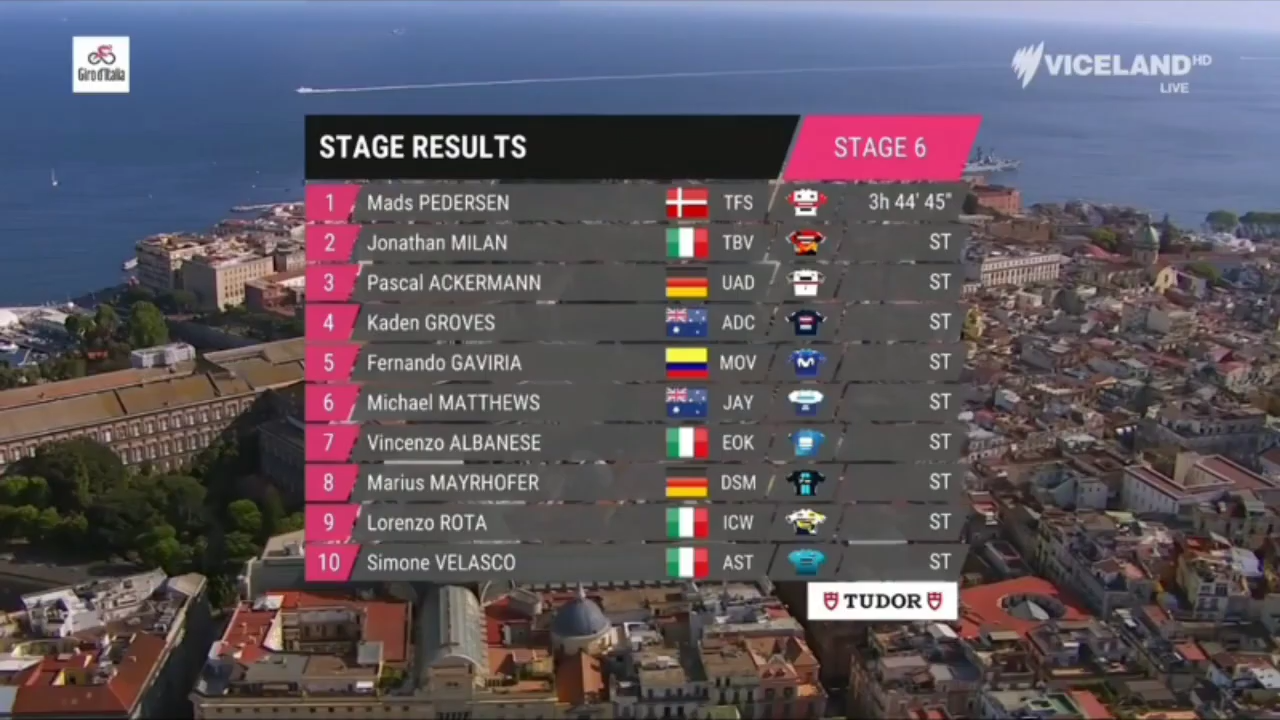 Giro d'Italia
VICELAND HD
LIVE
STAGE RESULTS STAGE 6
1 Mads PEDERSEN TFS 3h 44' 45"
2 Jonathan MILAN TBV ST
3 Pascal ACKERMANN UAD ST
4 Kaden GROVES ADC ST
5 Fernando GAVIRIA MOV ST
6 Michael MATTHEWS JAY ST
7 Vincenzo ALBANESE EOK ST
8 Marius MAYRHOFER DSM ST
9 Lorenzo ROTA ICW ST
10 Simone VELASCO AST ST
TUDOR